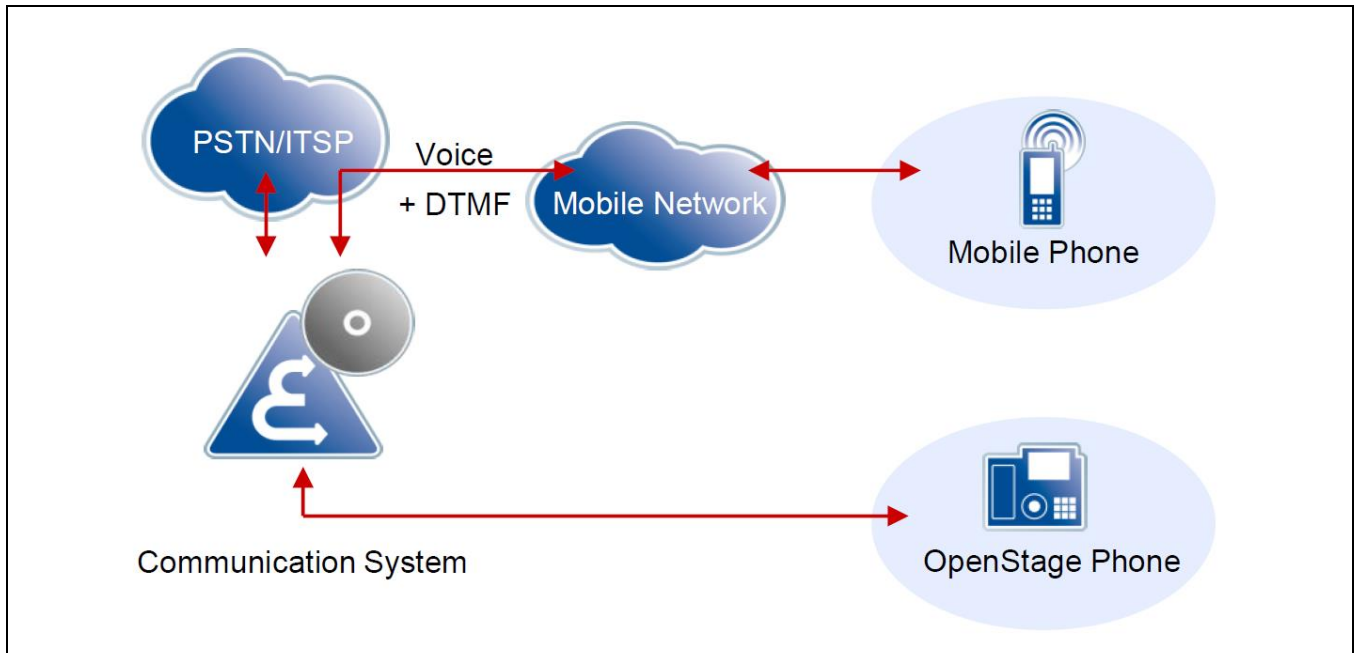 PSTN/ITSP
Voice
+ DTMF
Mobile Network
Mobile Phone
Communication System
OpenStage Phone